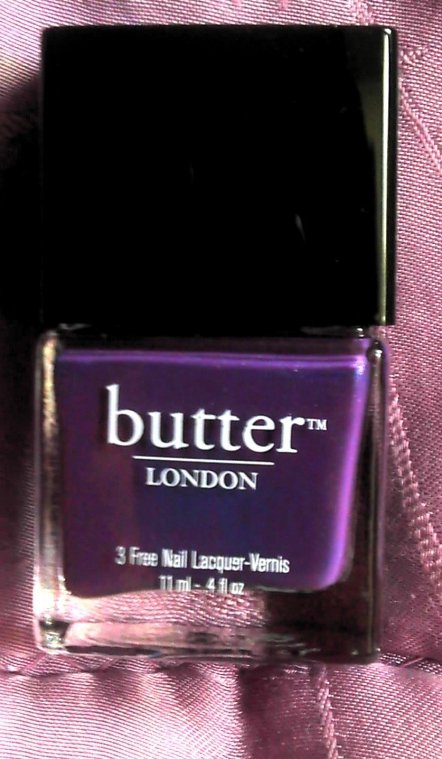 butter™
LONDON
3 Free Nail Lacquer-Vernis
11 ml - .4 fl oz